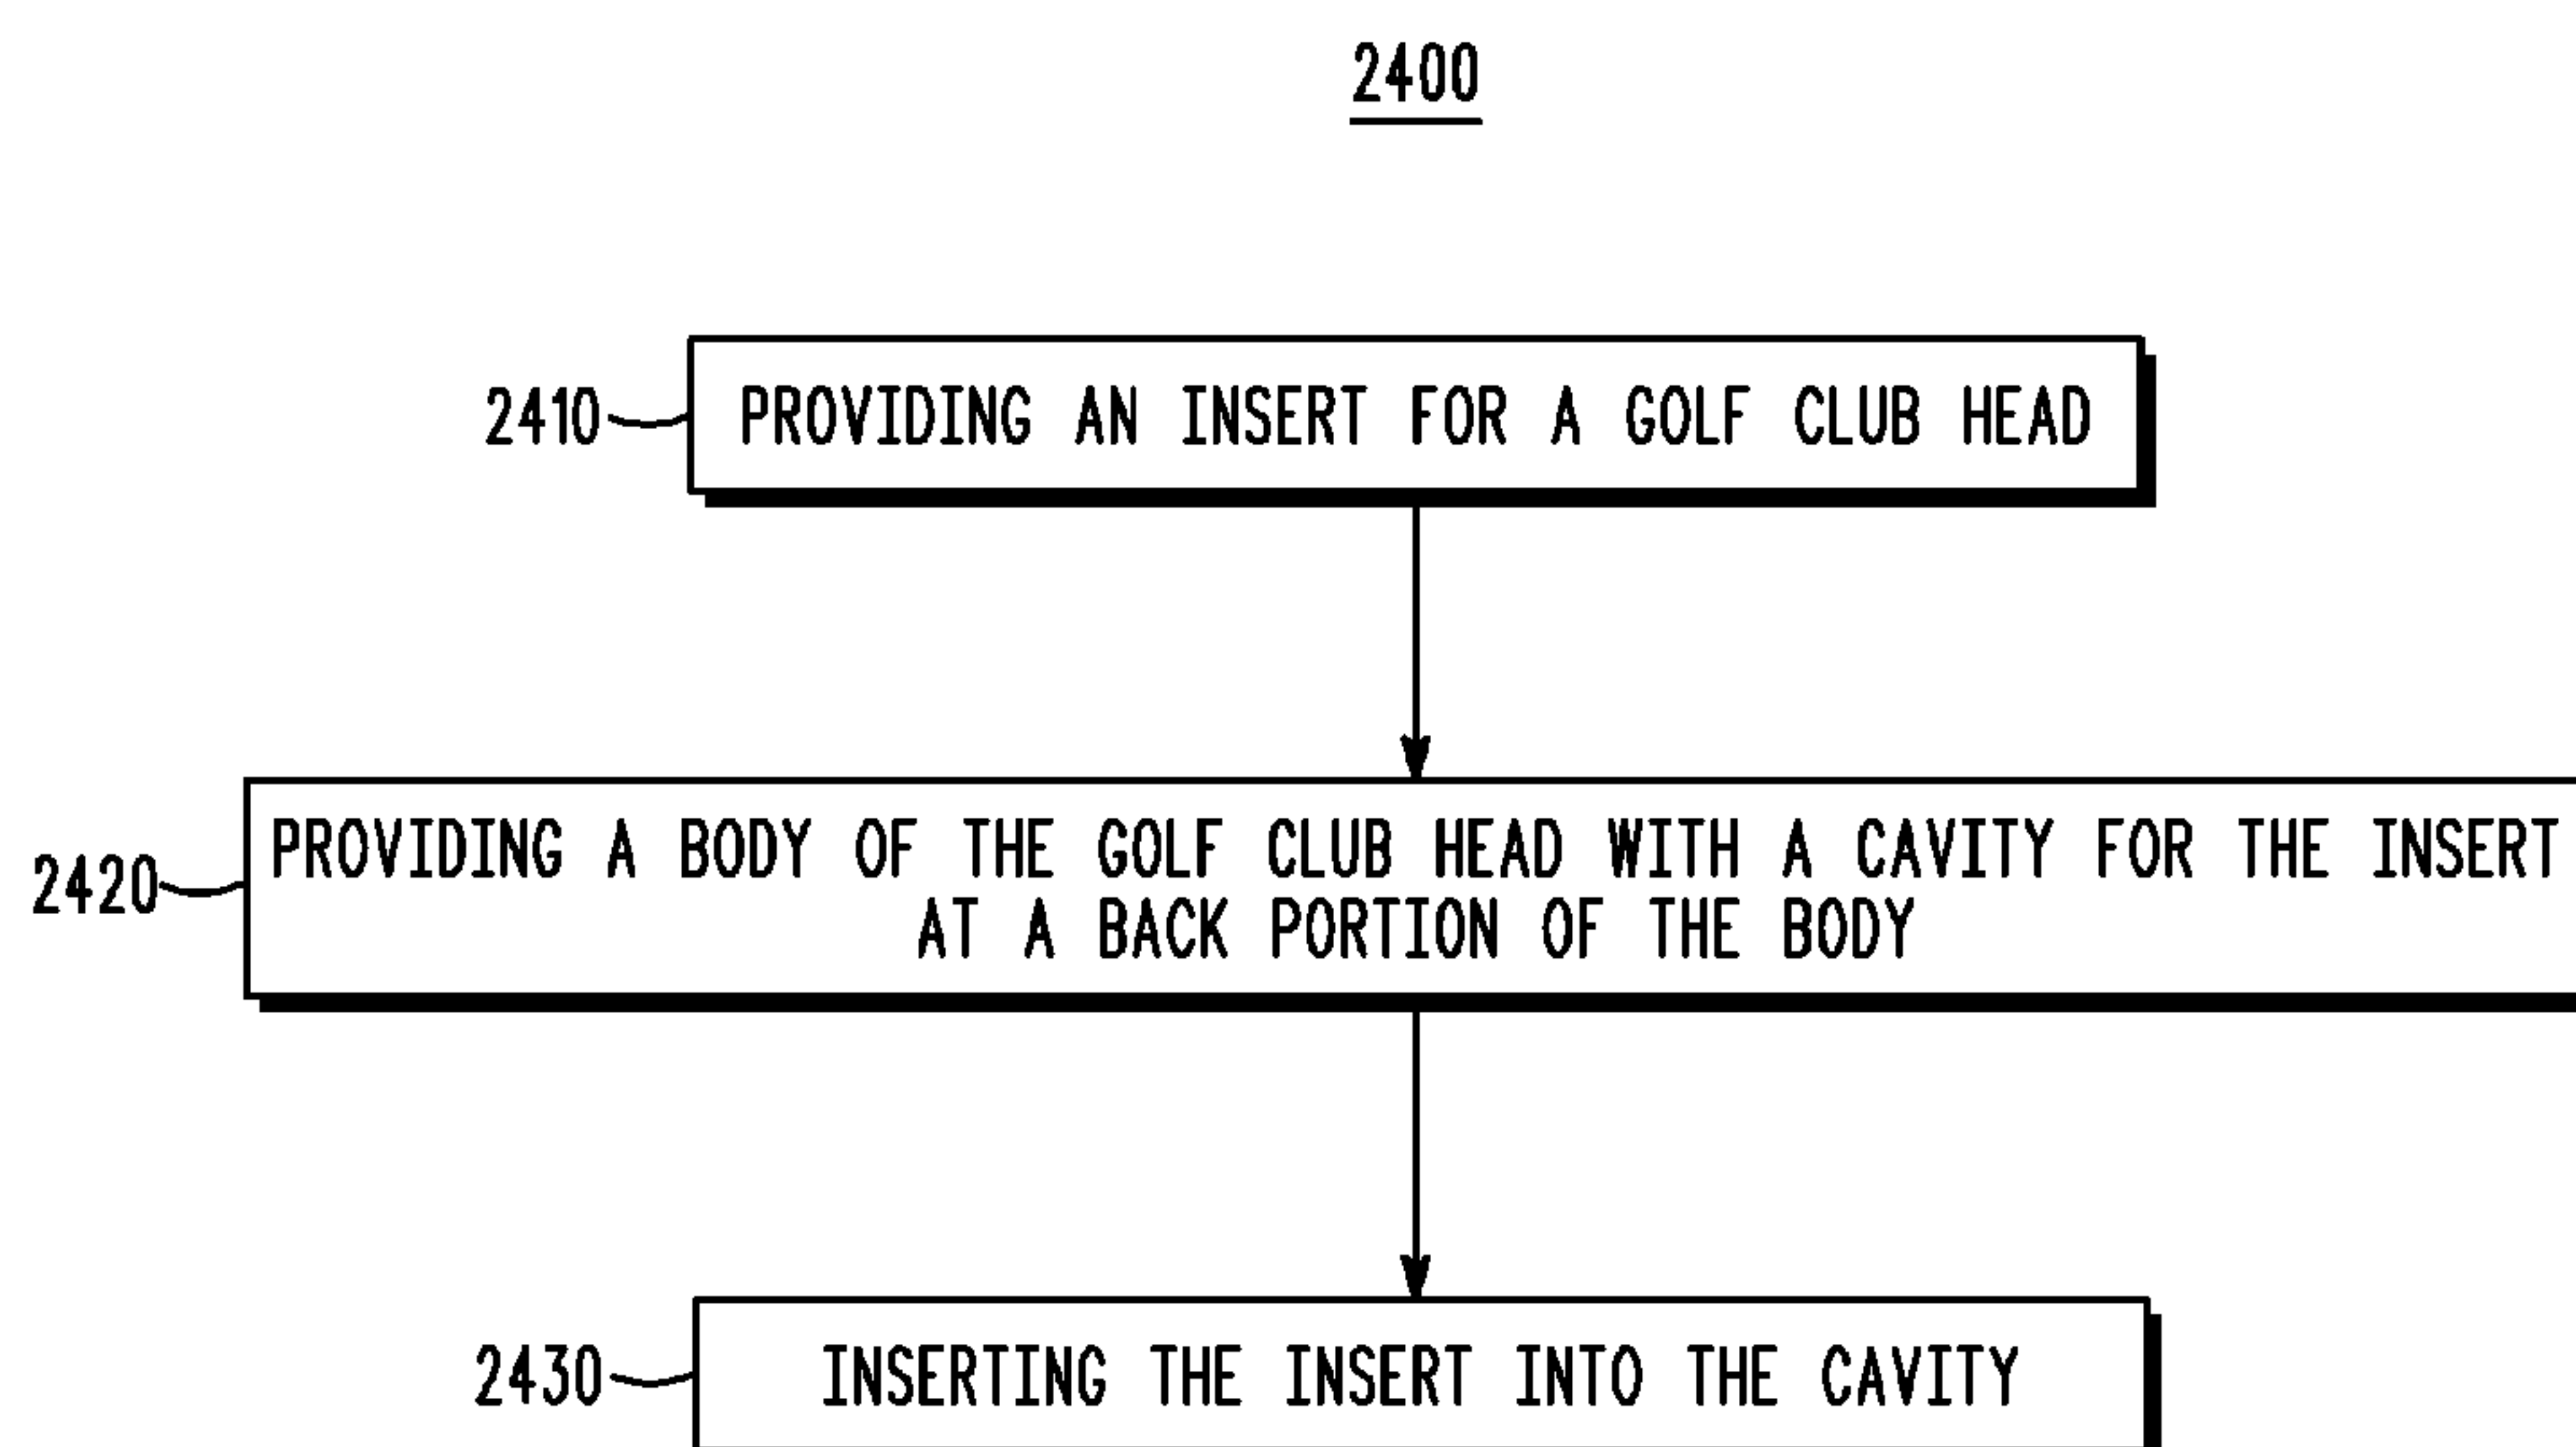 2400
2410 PROVIDING AN INSERT FOR A GOLF CLUB HEAD
2420 PROVIDING A BODY OF THE GOLF CLUB HEAD WITH A CAVITY FOR THE INSERT
AT A BACK PORTION OF THE BODY
2430 INSERTING THE INSERT INTO THE CAVITY